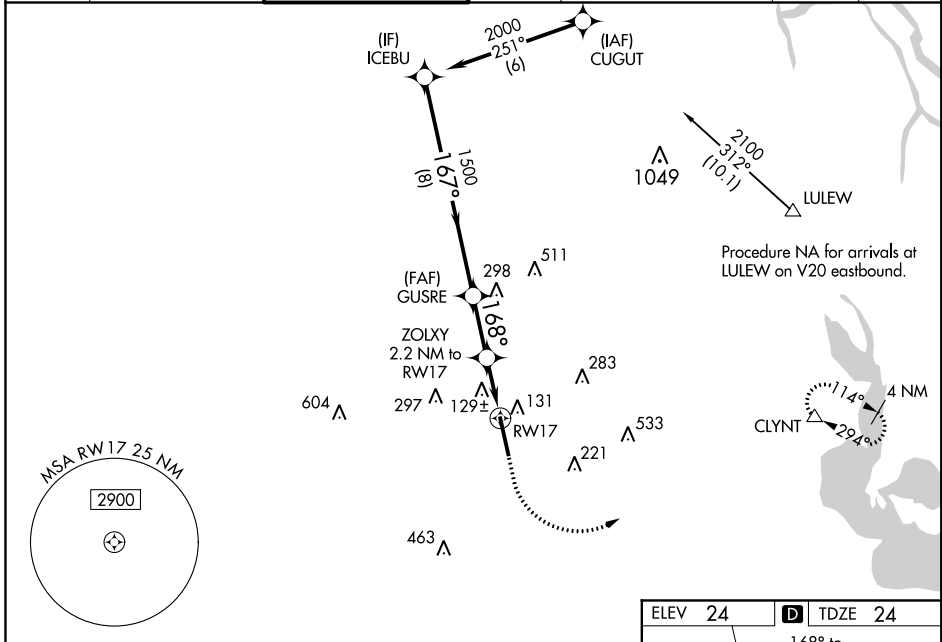 2000
251°
(6)
(IAF)
CUGUT
(IF)
ICEBU
1500
167°
(8)
1049
2100
312°
(10.1)
LULEW
Procedure NA for arrivals at
LULEW on V20 eastbound.
511
298
(FAF)
GUSRE
168°
ZOLXY
2.2 NM to
RW17
283
604
297
129±
131
RW17
533
221
114°
4 NM
CLYNT
294°
MSA RW17 25 NM
2900
463
ELEV 24 D TDZE 24